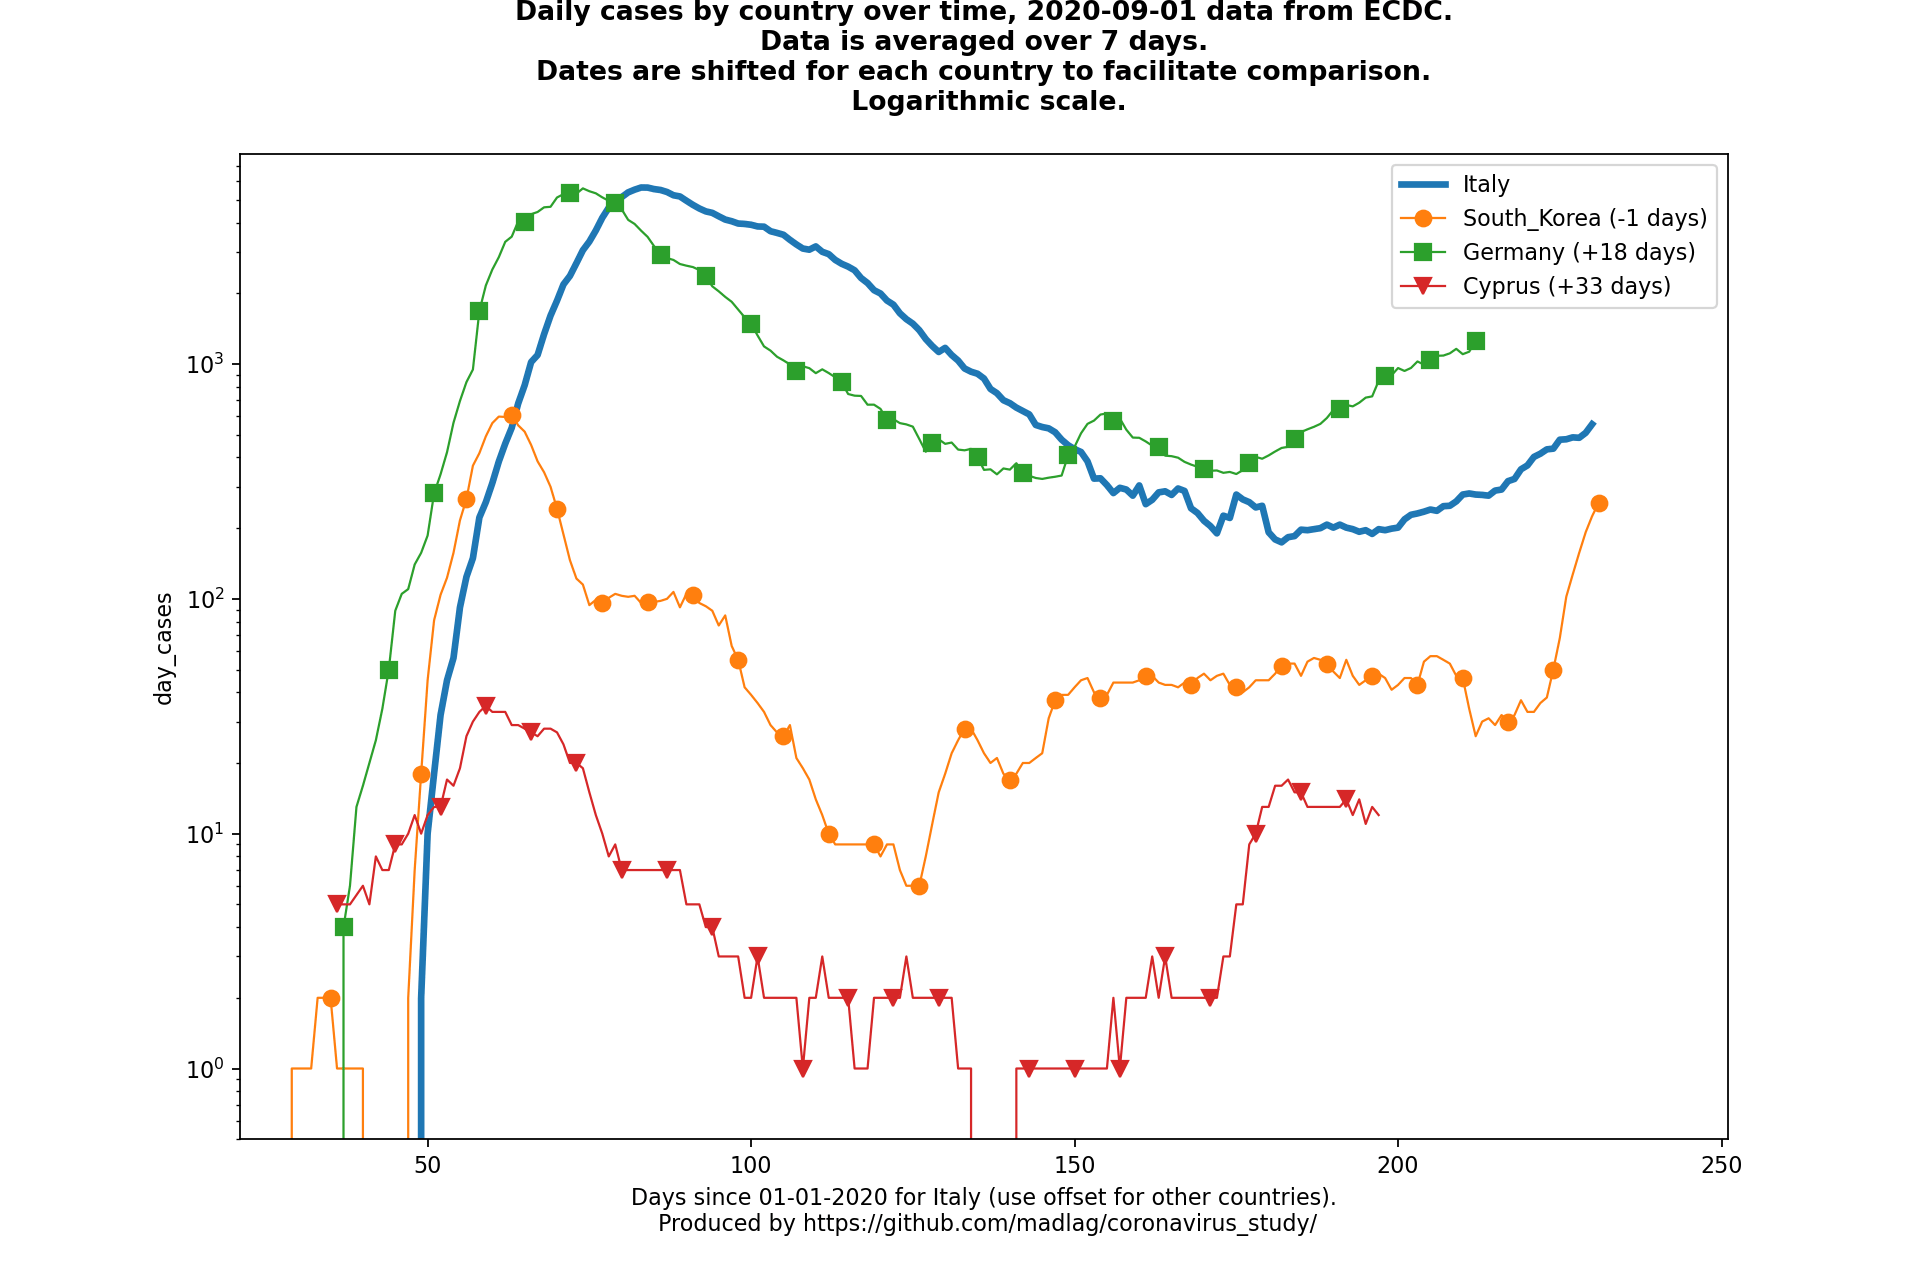 Daily cases by country over time, 2020-09-01 data from ECDC.
Data is averaged over 7 days.
Dates are shifted for each country to facilitate comparison.
Logarithmic scale.
Italy
South_Korea (-1 days)
Germany (+18 days)
Cyprus (+33 days)
10³
10²
10¹
10⁰
day_cases
50 100 150 200 250
Days since 01-01-2020 for Italy (use offset for other countries).
Produced by https://github.com/madlag/coronavirus_study/